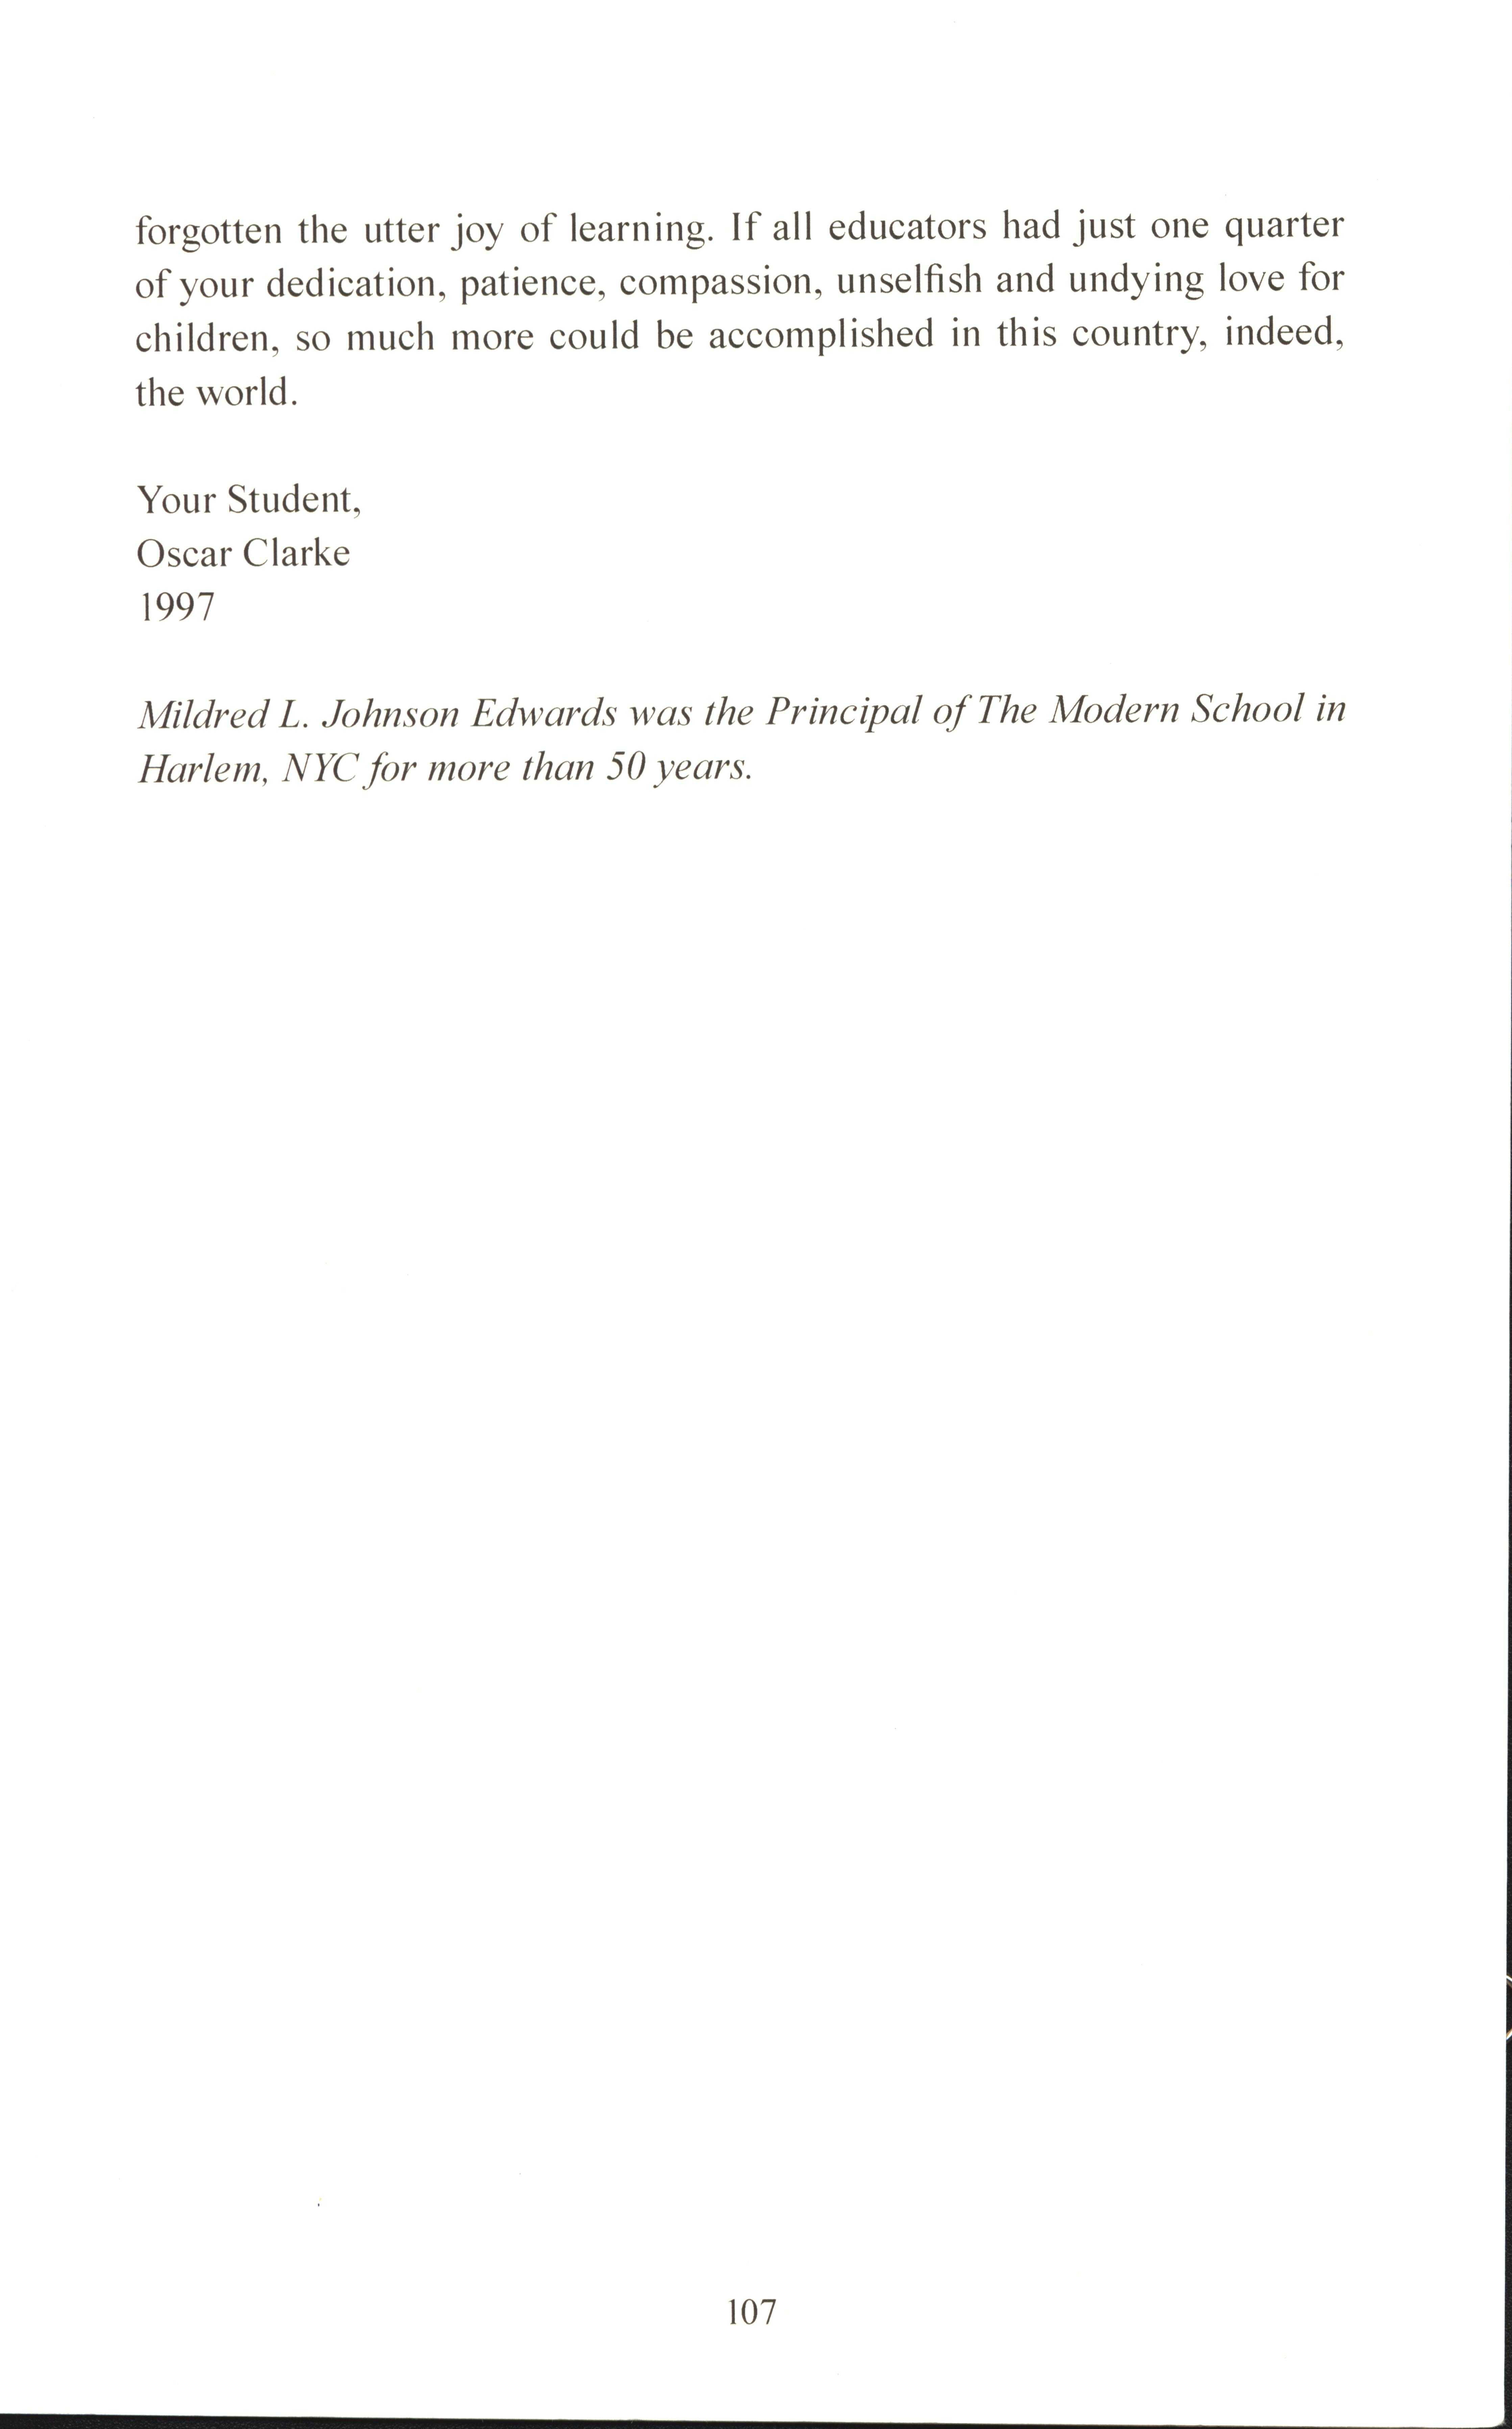 forgotten the utter joy of learning. If all educators had just one quarter
of your dedication, patience, compassion, unselfish and undying love for
children, so much more could be accomplished in this country, indeed,
the world.
Your Student,
Oscar Clarke
1997
Mildred L. Johnson Edwards was the Principal of The Modern School in
Harlem, NYC for more than 50 years.
107